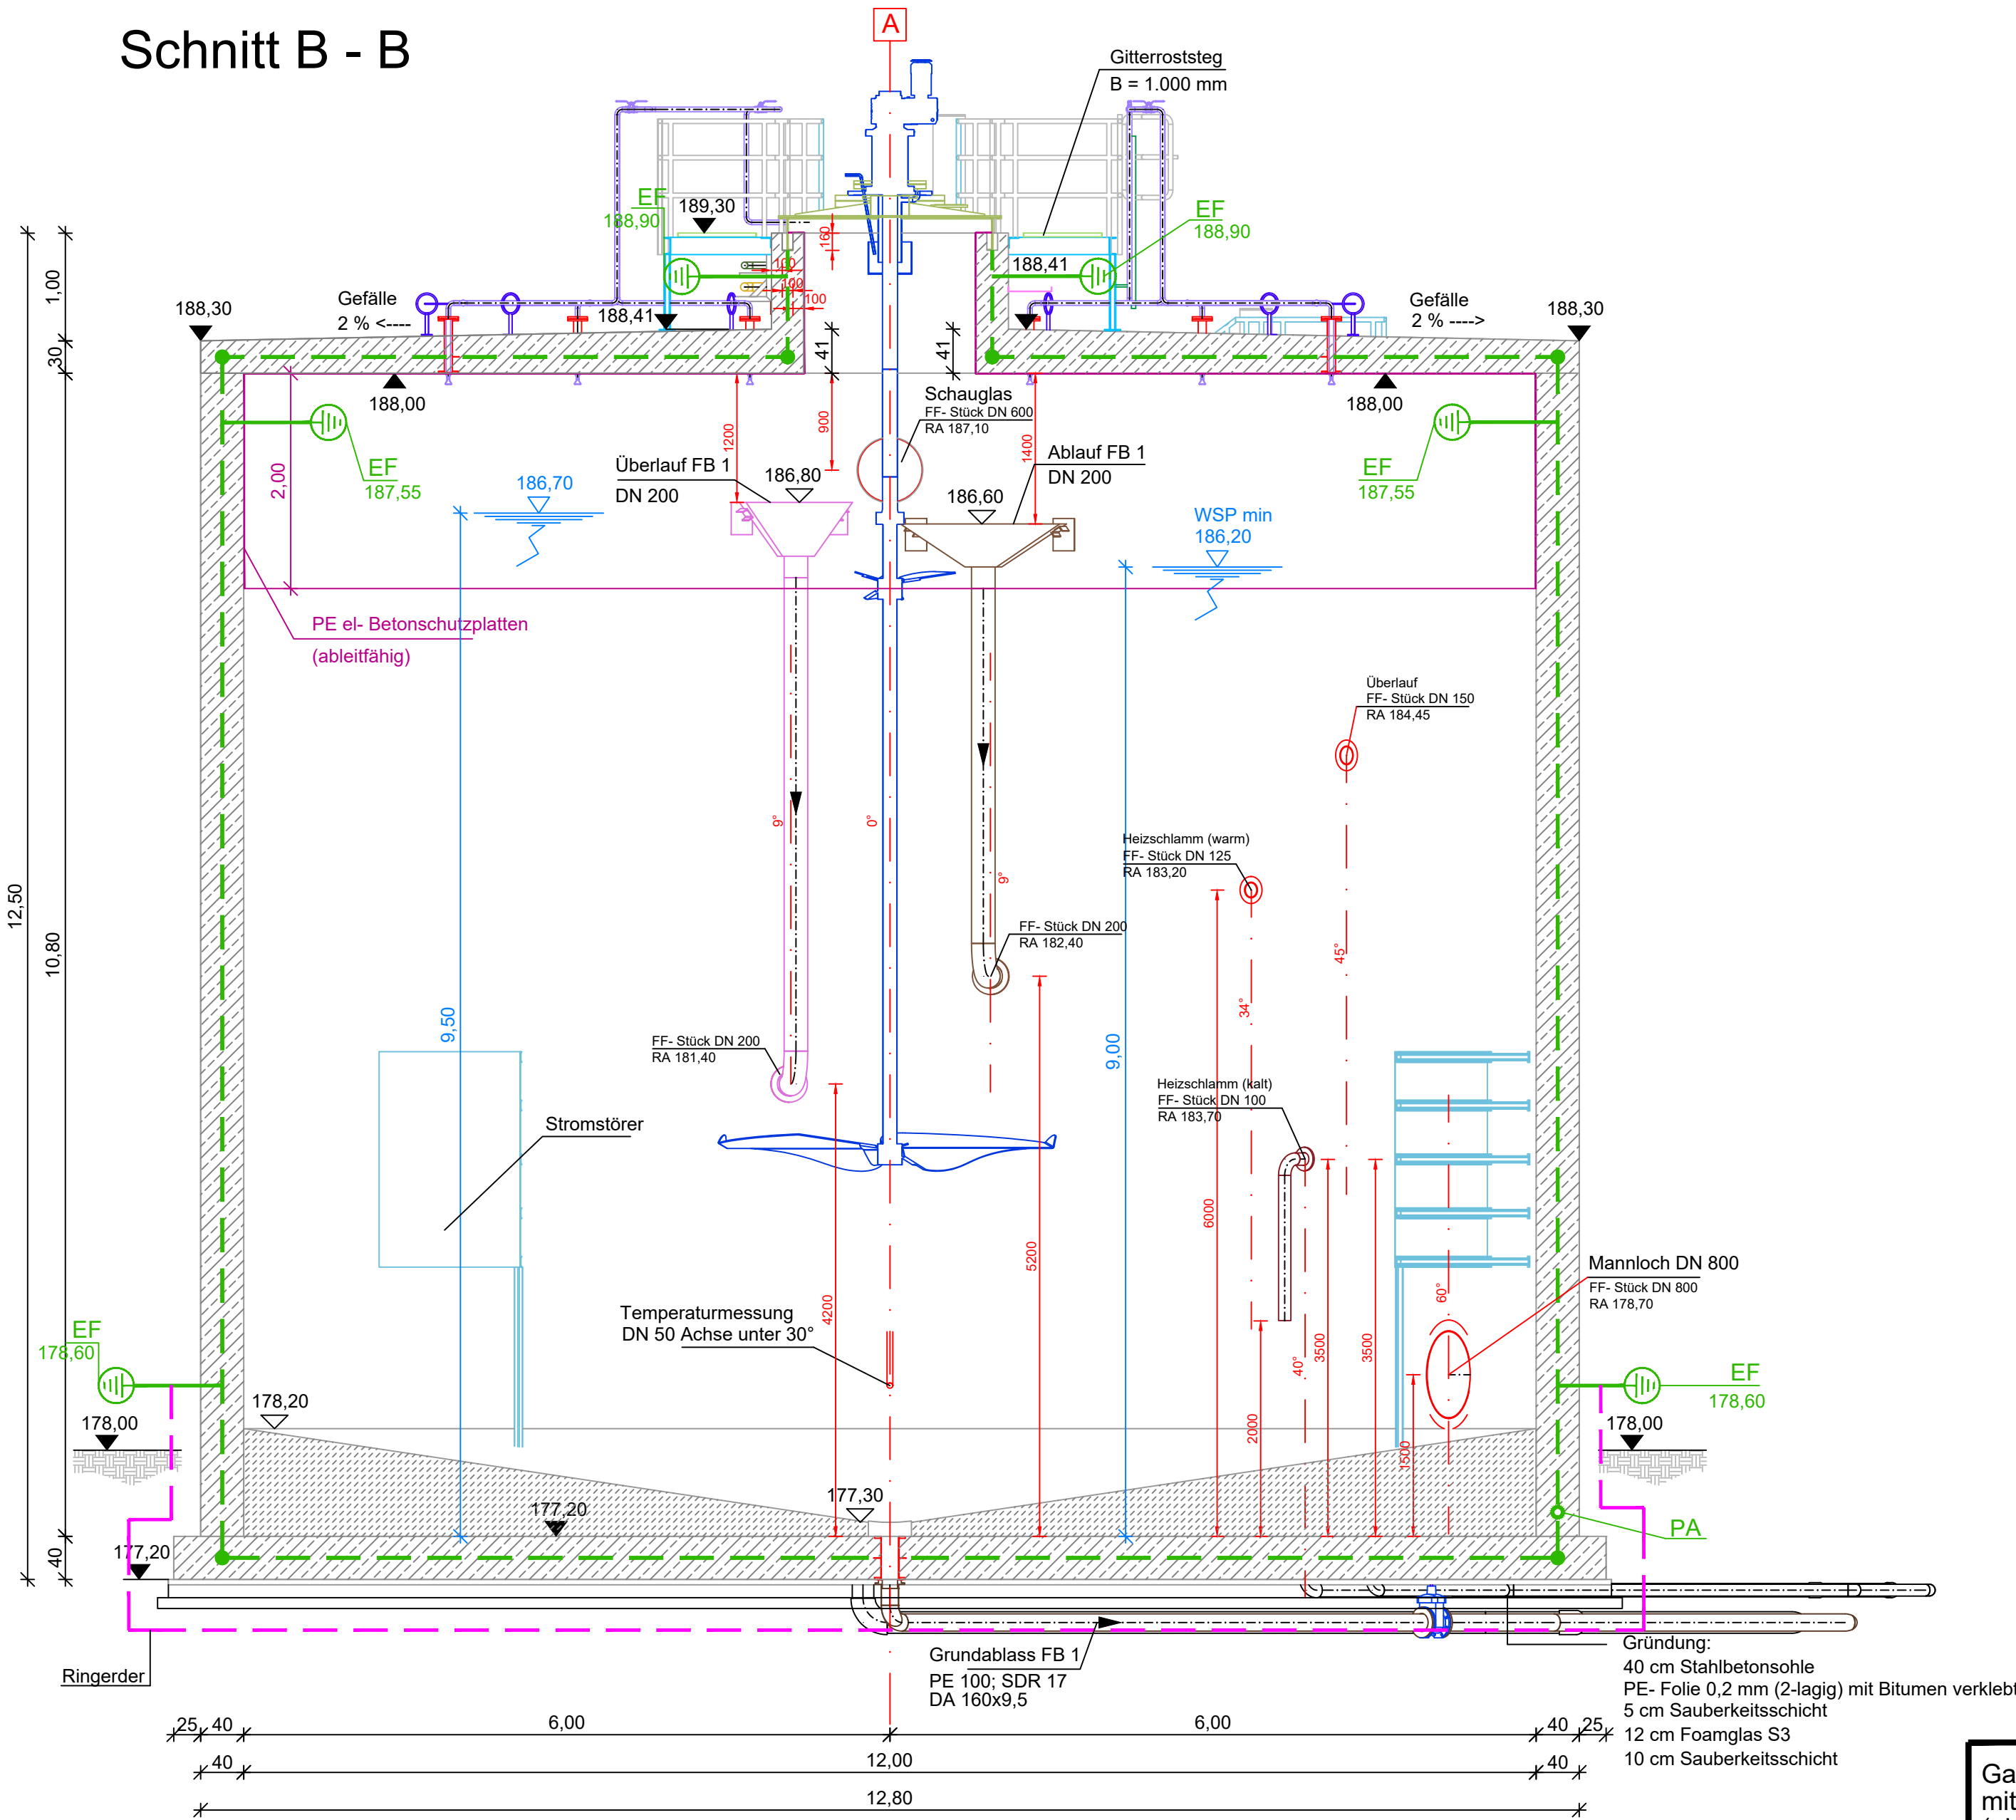 Schnitt B - B
A
Gitterroststeg
B = 1.000 mm
EF
188,90
189,30
160
EF
188,90
100
100
100
188,41
188,41
1,00
188,30
Gefälle
2 % <----
Gefälle
2 % ---->
188,30
30
41
41
188,00
188,00
1200
900
1400
Schauglas
FF- Stück DN 600
RA 187,10
2,00
EF
187,55
EF
187,55
Überlauf FB 1
DN 200
186,80
Ablauf FB 1
DN 200
186,60
186,70
WSP min
186,20
PE el- Betonschutzplatten
(ableitfähig)
Überlauf
FF- Stück DN 150
RA 184,45
9°
0°
9°
Heizschlamm (warm)
FF- Stück DN 125
RA 183,20
12,50
10,80
FF- Stück DN 200
RA 182,40
45°
34°
9,50
9,00
FF- Stück DN 200
RA 181,40
Heizschlamm (kalt)
FF- Stück DN 100
RA 183,70
Stromstörer
6000
5200
4200
Mannloch DN 800
FF- Stück DN 800
RA 178,70
60°
Temperaturmessung
DN 50 Achse unter 30°
3500
3500
40°
2000
1500
EF
178,60
EF
178,60
178,20
178,00
178,00
177,30
177,20
PA
40
177,20
Grundablass FB 1
PE 100; SDR 17
DA 160x9,5
Ringerder
Gründung:
40 cm Stahlbetonsohle
PE- Folie 0,2 mm (2-lagig) mit Bitumen verklebt
5 cm Sauberkeitsschicht
12 cm Foamglas S3
10 cm Sauberkeitsschicht
25 40 6,00 6,00 40 25
40 12,00 40
12,80
Ga
mit